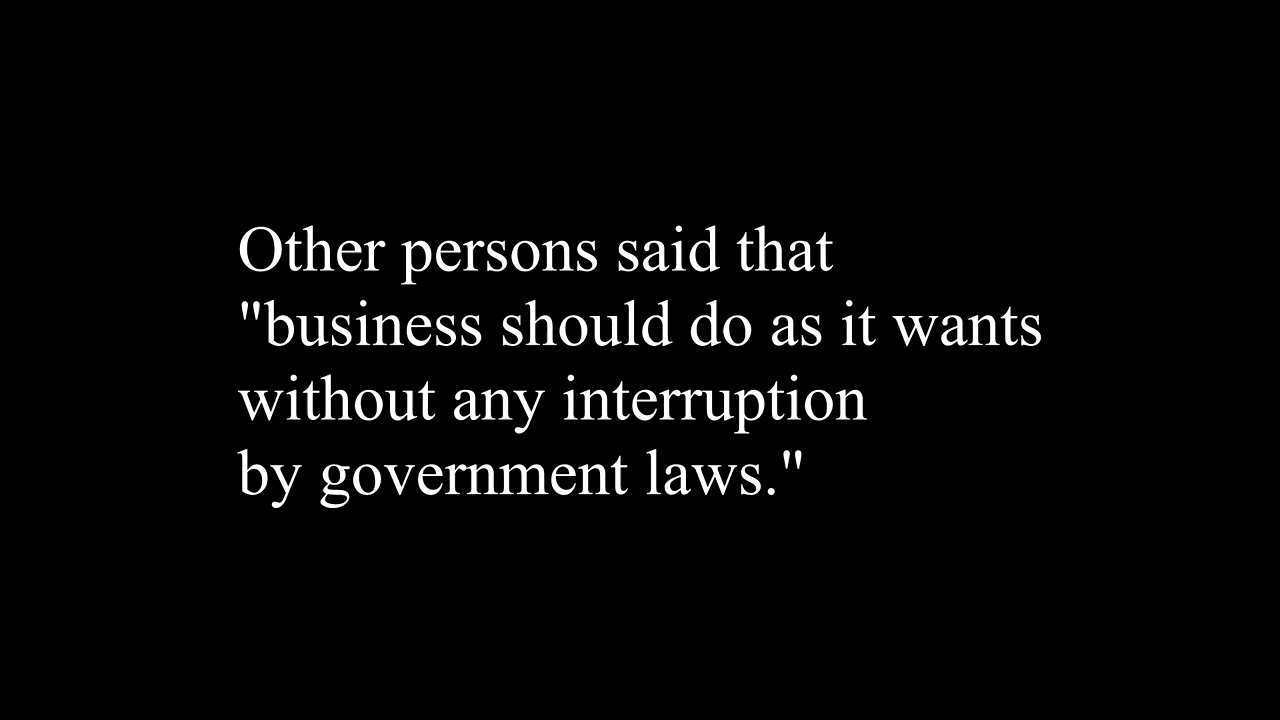 Other persons said that
"business should do as it wants
without any interruption
by government laws."